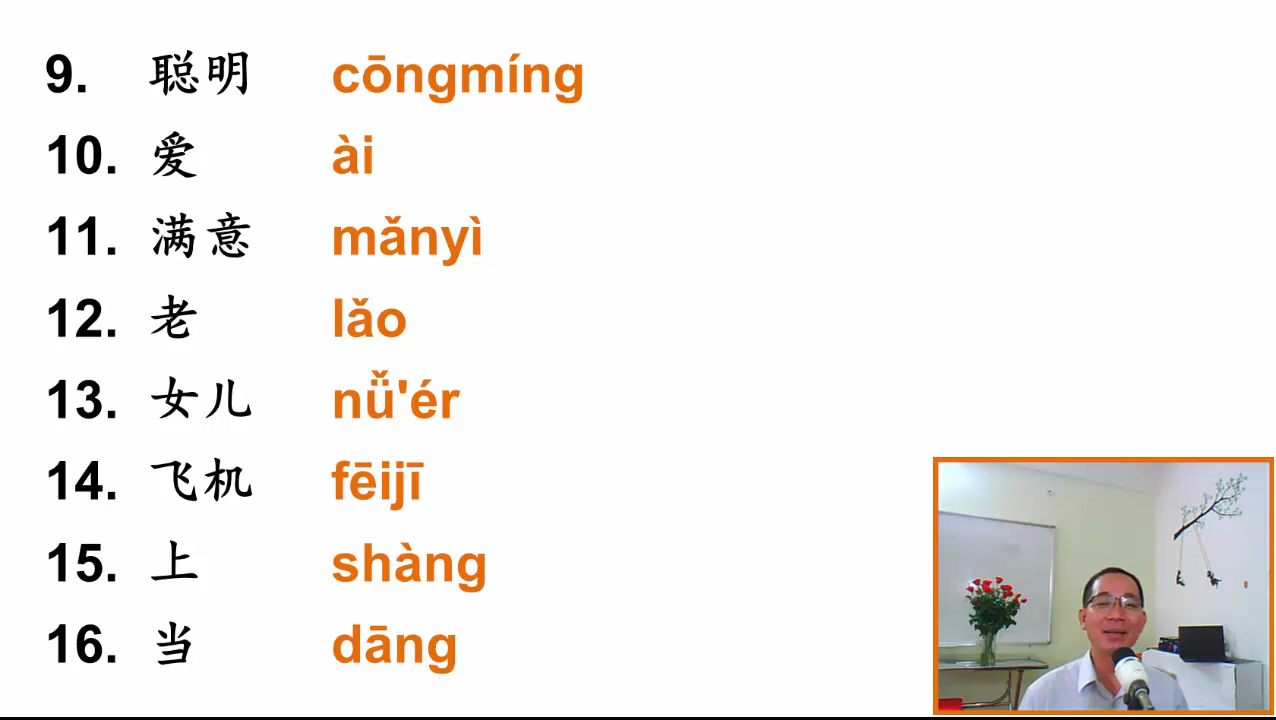 9. 聪明 cōngmíng
10. 爱 ài
11. 满意 mǎnyì
12. 老 lǎo
13. 女儿 nǚ'ér
14. 飞机 fēijī
15. 上 shàng
16. 当 dāng